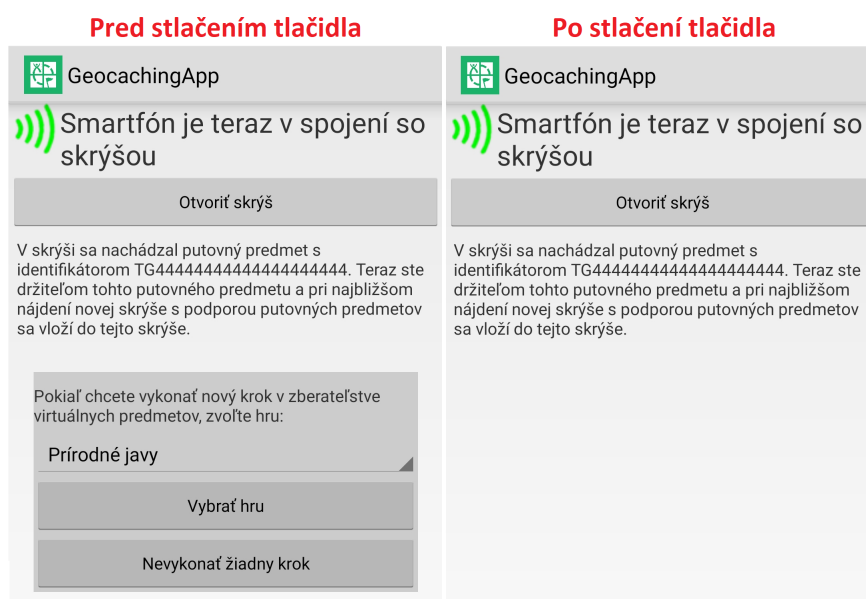 Pred stlačením tlačidla
GeocachingApp
Smartfón je teraz v spojení so
skrýšou
Otvoriť skrýš
V skrýši sa nachádzal putovný predmet s
identifikátorom TG44444444444444444444. Teraz ste
držiteľom tohto putovného predmetu a pri najbližšom
nájdení novej skrýše s podporou putovných predmetov
sa vloží do tejto skrýše.
Pokiaľ chcete vykonať nový krok v zberateľstve
virtuálnych predmetov, zvoľte hru:
Prírodné javy
Vybrať hru
Nevykonať žiadny krok
Po stlačení tlačidla
GeocachingApp
Smartfón je teraz v spojení so
skrýšou
Otvoriť skrýš
V skrýši sa nachádzal putovný predmet s
identifikátorom TG44444444444444444444. Teraz ste
držiteľom tohto putovného predmetu a pri najbližšom
nájdení novej skrýše s podporou putovných predmetov
sa vloží do tejto skrýše.